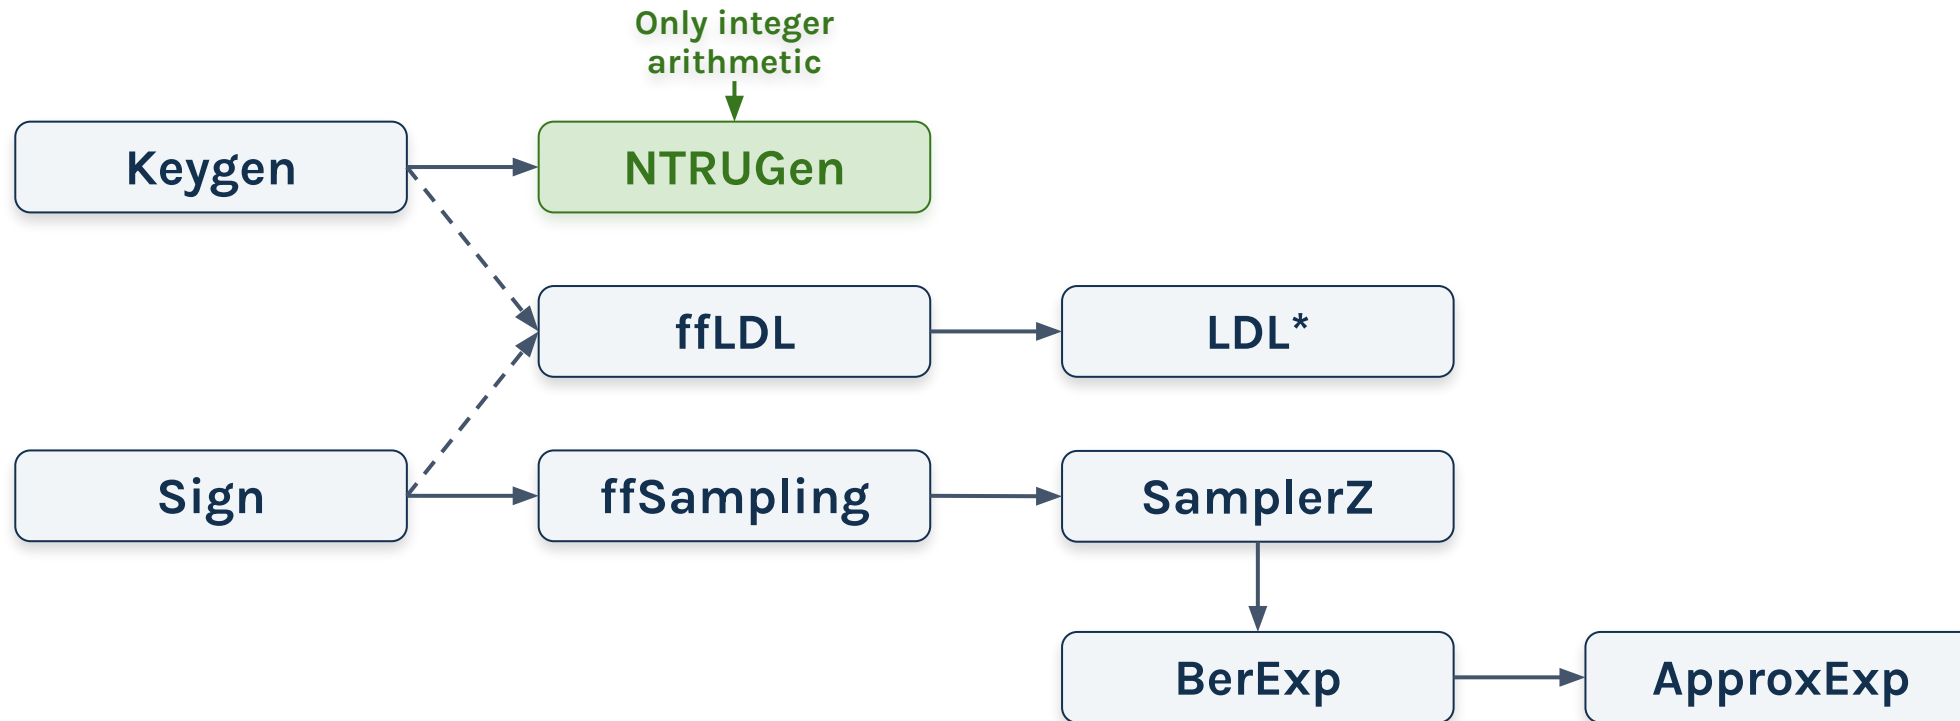 Only integer
arithmetic
Keygen
NTRUGen
ffLDL
LDL*
Sign
ffSampling
SamplerZ
BerExp
ApproxExp